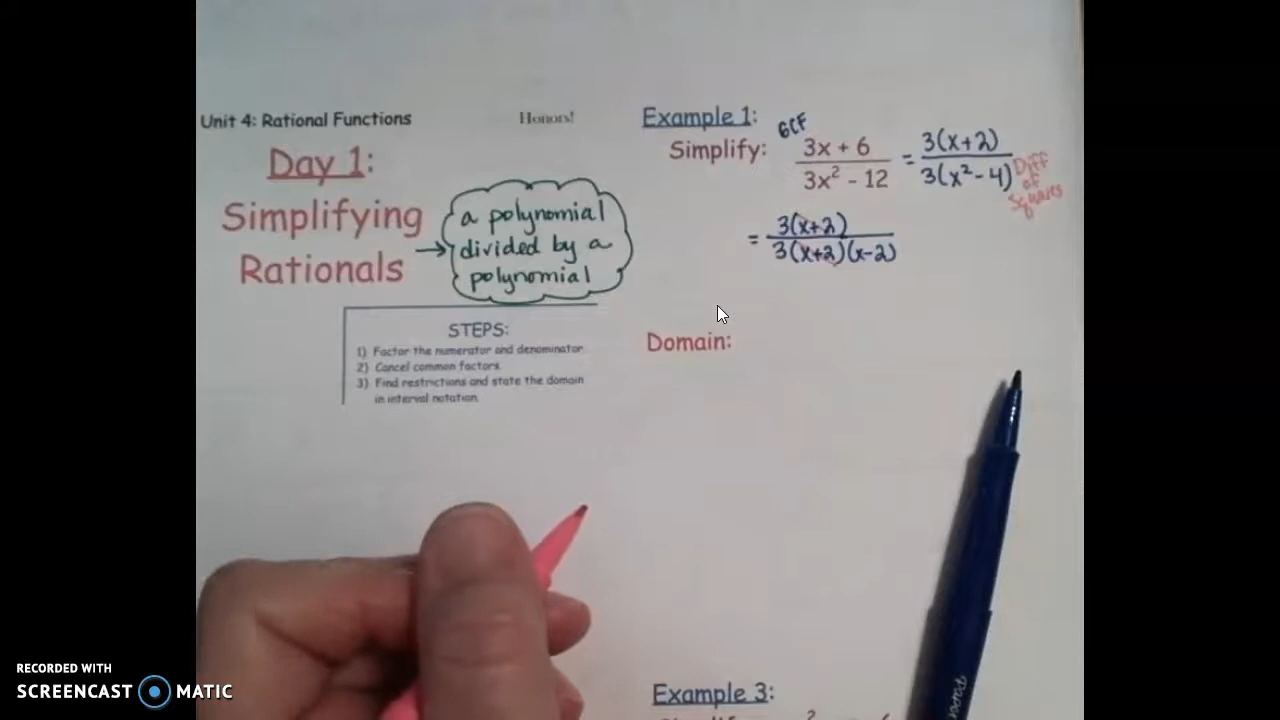 Unit 4: Rational Functions
Honors!
Day 1:
Simplifying
Rationals
→ a polynomial
divided by a
polynomial
STEPS:
1) Factor the numerator and denominator
2) Cancel common factors.
3) Find restrictions and state the domain
in interval notation.
Example 1:
GCF
Simplify: 3x + 6 / 3x² - 12 = 3(x+2) / 3(x² - 4)
Diff
of
Squares
= 3(x+2) / 3(x+2)(x-2)
Domain:
Example 3:
RECORDED WITH
SCREENCAST MATIC